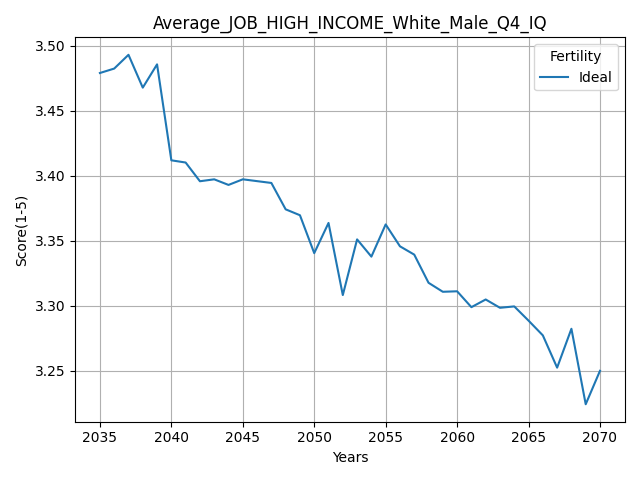 Average_JOB_HIGH_INCOME_White_Male_Q4_IQ
Fertility
Ideal
Score(1-5)
3.50
3.45
3.40
3.35
3.30
3.25
2035 2040 2045 2050 2055 2060 2065 2070
Years